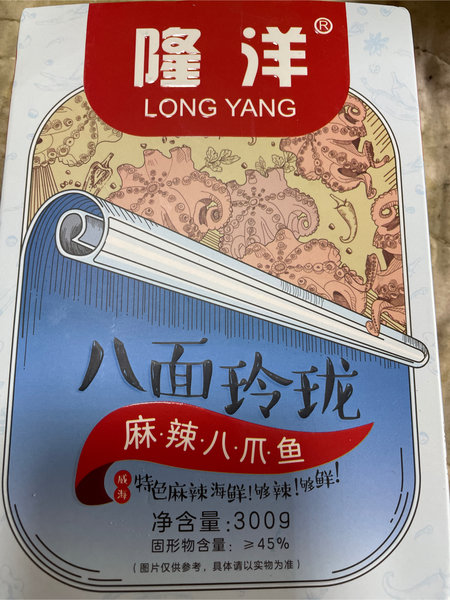 隆洋®
LONG YANG
八面玲珑
麻·辣·八·爪·鱼
威海
特色麻辣海鲜!够辣!够鲜!
净含量:300g
固形物含量:≥45%
(图片仅供参考,具体请以实物为准)